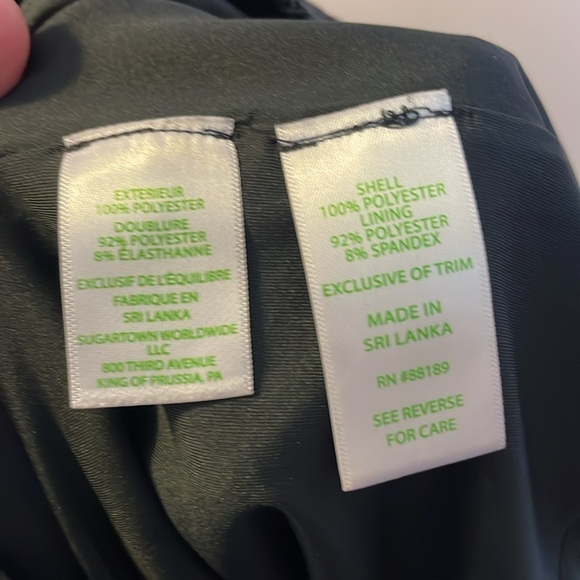 EXTERIEUR
100% POLYESTER
DOUBLURE
92% POLYESTER
8% ÉLASTHANNE
EXCLUSIF DE L'ÉQUILIBRE
FABRIQUE EN
SRI LANKA
SUGARTOWN WORLDWIDE
LLC
800 THIRD AVENUE
KING OF PRUSSIA, PA
SHELL
100% POLYESTER
LINING
92% POLYESTER
8% SPANDEX
EXCLUSIVE OF TRIM
MADE IN
SRI LANKA
RN #88189
SEE REVERSE
FOR CARE